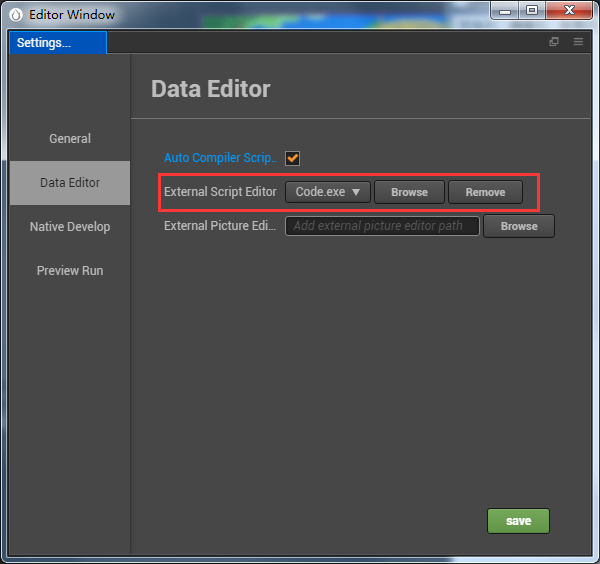 Editor Window
Settings...
Data Editor
General
Data Editor
Native Develop
Preview Run
Auto Compiler Scrip..
External Script Editor Code.exe Browse Remove
External Picture Edi... Add external picture editor path Browse
save